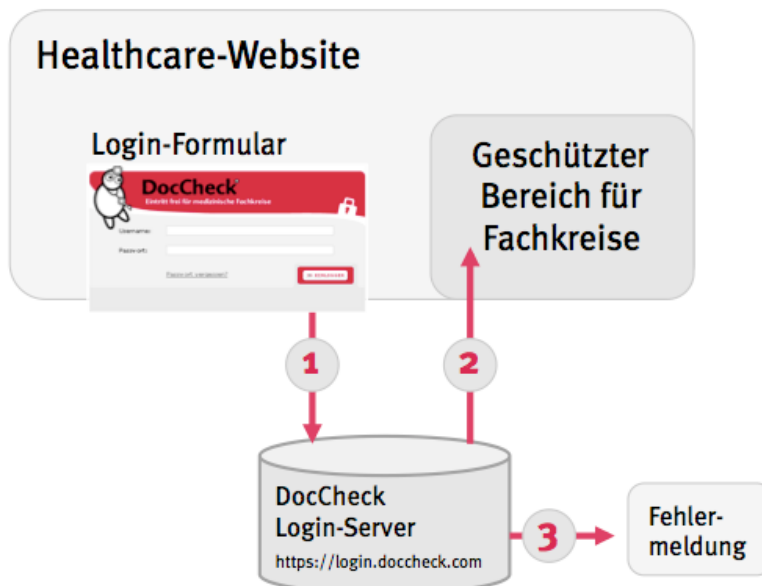 Healthcare-Website
Login-Formular
DocCheck
Eintritt frei für medizinische Fachkreise
Username:
Passwort:
Passwort vergessen?
Geschützter
Bereich für
Fachkreise
1
2
DocCheck
Login-Server
https://login.doccheck.com
3
Fehler-
meldung